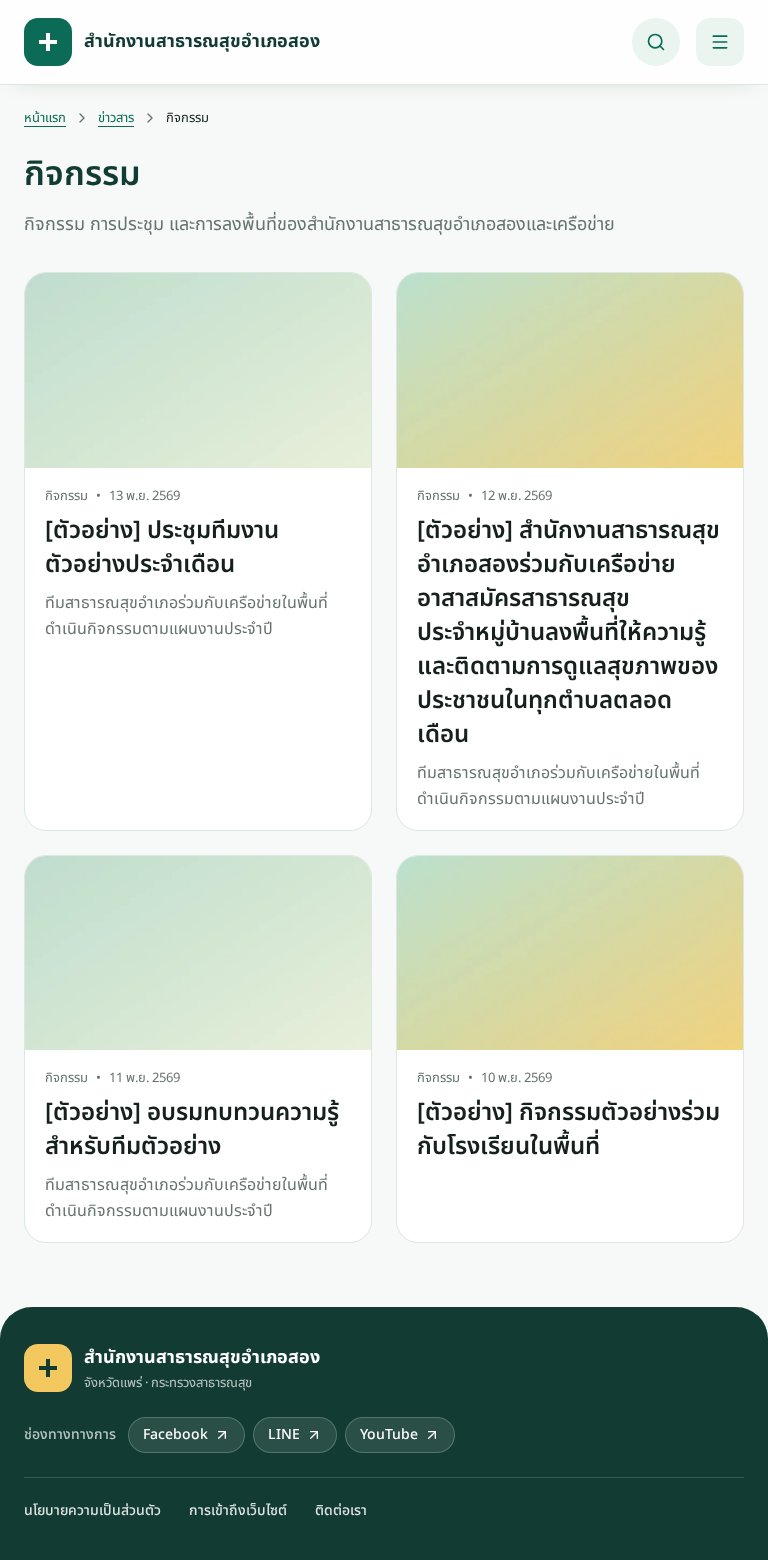 สำนักงานสาธารณสุขอำเภอสอง
หน้าแรก > ข่าวสาร > กิจกรรม
กิจกรรม
กิจกรรม การประชุม และการลงพื้นที่ของสำนักงานสาธารณสุขอำเภอสองและเครือข่าย
กิจกรรม • 13 พ.ย. 2569
[ตัวอย่าง] ประชุมทีมงาน
ตัวอย่างประจำเดือน
ทีมสาธารณสุขอำเภอร่วมกับเครือข่ายในพื้นที่
ดำเนินกิจกรรมตามแผนงานประจำปี
กิจกรรม • 12 พ.ย. 2569
[ตัวอย่าง] สำนักงานสาธารณสุข
อำเภอสองร่วมกับเครือข่าย
อาสาสมัครสาธารณสุข
ประจำหมู่บ้านลงพื้นที่ให้ความรู้
และติดตามการดูแลสุขภาพของ
ประชาชนในทุกตำบลตลอด
เดือน
ทีมสาธารณสุขอำเภอร่วมกับเครือข่ายในพื้นที่
ดำเนินกิจกรรมตามแผนงานประจำปี
กิจกรรม • 11 พ.ย. 2569
[ตัวอย่าง] อบรมทบทวนความรู้
สำหรับทีมตัวอย่าง
ทีมสาธารณสุขอำเภอร่วมกับเครือข่ายในพื้นที่
ดำเนินกิจกรรมตามแผนงานประจำปี
กิจกรรม • 10 พ.ย. 2569
[ตัวอย่าง] กิจกรรมตัวอย่างร่วม
กับโรงเรียนในพื้นที่
สำนักงานสาธารณสุขอำเภอสอง
จังหวัดแพร่ · กระทรวงสาธารณสุข
ช่องทางทางการ Facebook LINE YouTube
นโยบายความเป็นส่วนตัว การเข้าถึงเว็บไซต์ ติดต่อเรา